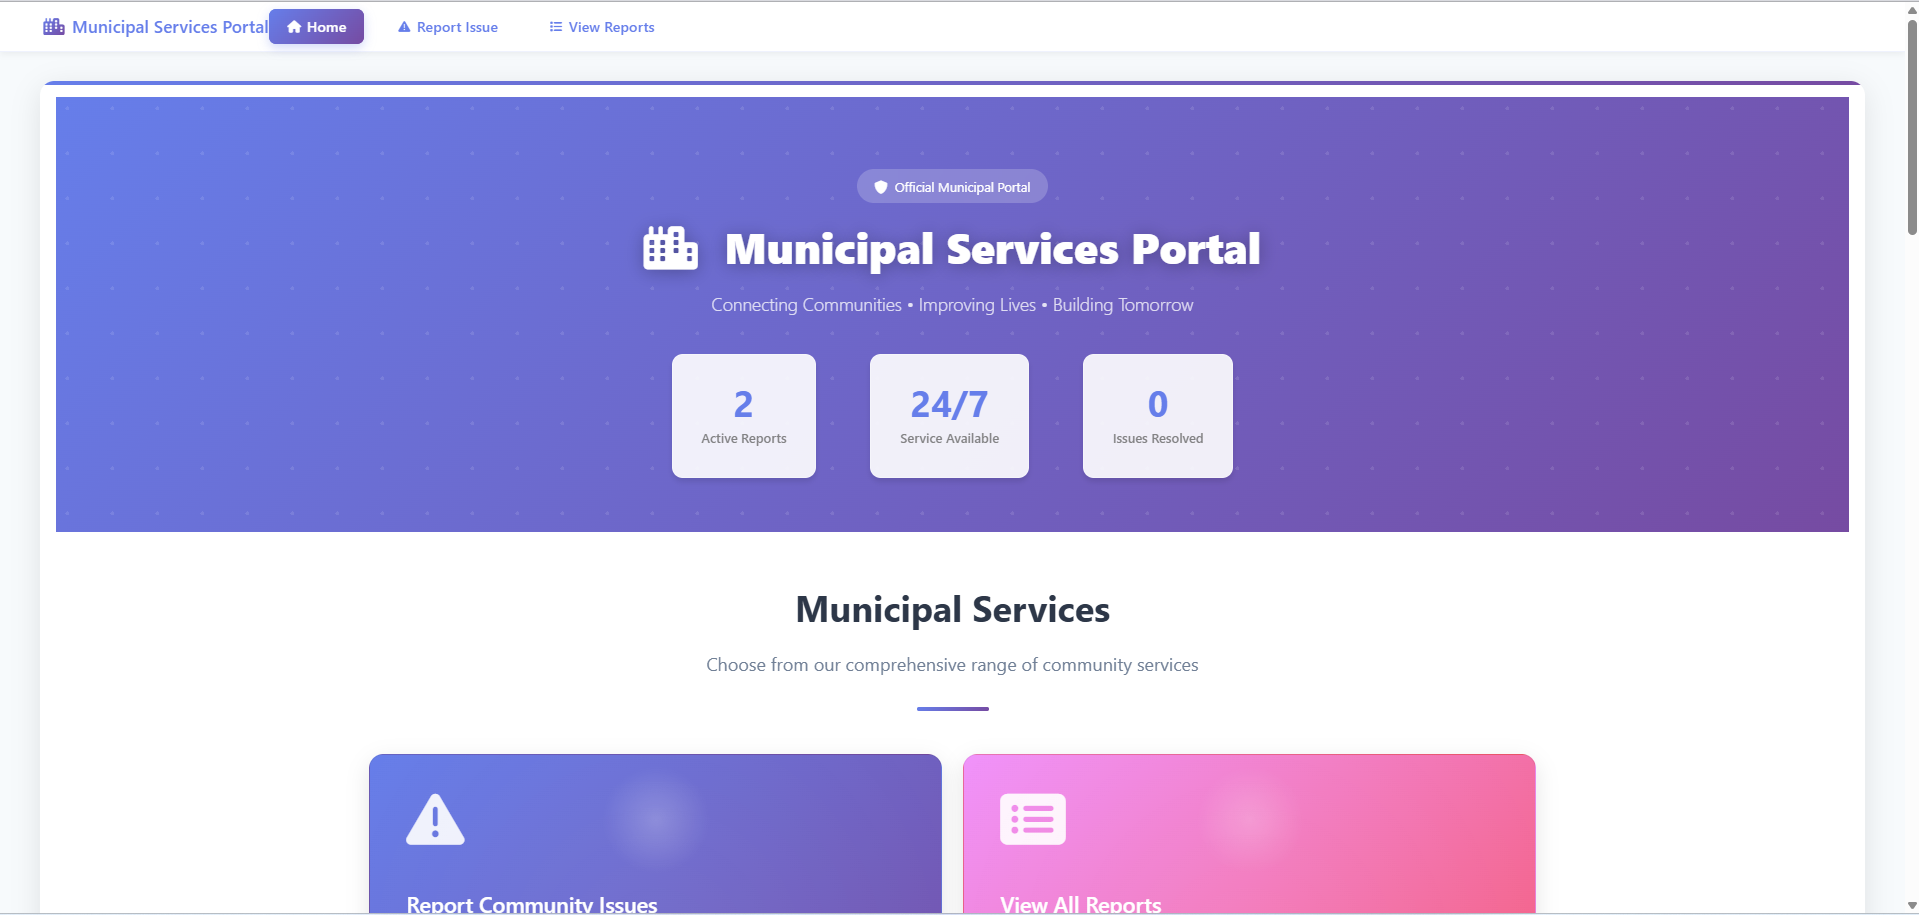 Municipal Services Portal Home Report Issue View Reports
Official Municipal Portal
Municipal Services Portal
Connecting Communities • Improving Lives • Building Tomorrow
2 24/7 0
Active Reports Service Available Issues Resolved
Municipal Services
Choose from our comprehensive range of community services
Report Community Issues View All Reports